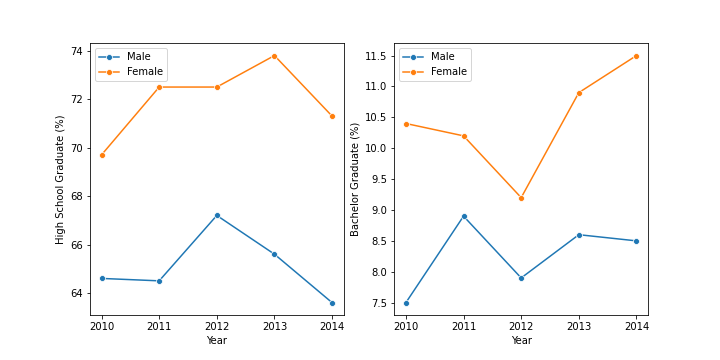 Male
Female
High School Graduate (%)
74
72
70
68
66
64
2010 2011 2012 2013 2014
Year
Male
Female
Bachelor Graduate (%)
11.5
11.0
10.5
10.0
9.5
9.0
8.5
8.0
7.5
2010 2011 2012 2013 2014
Year